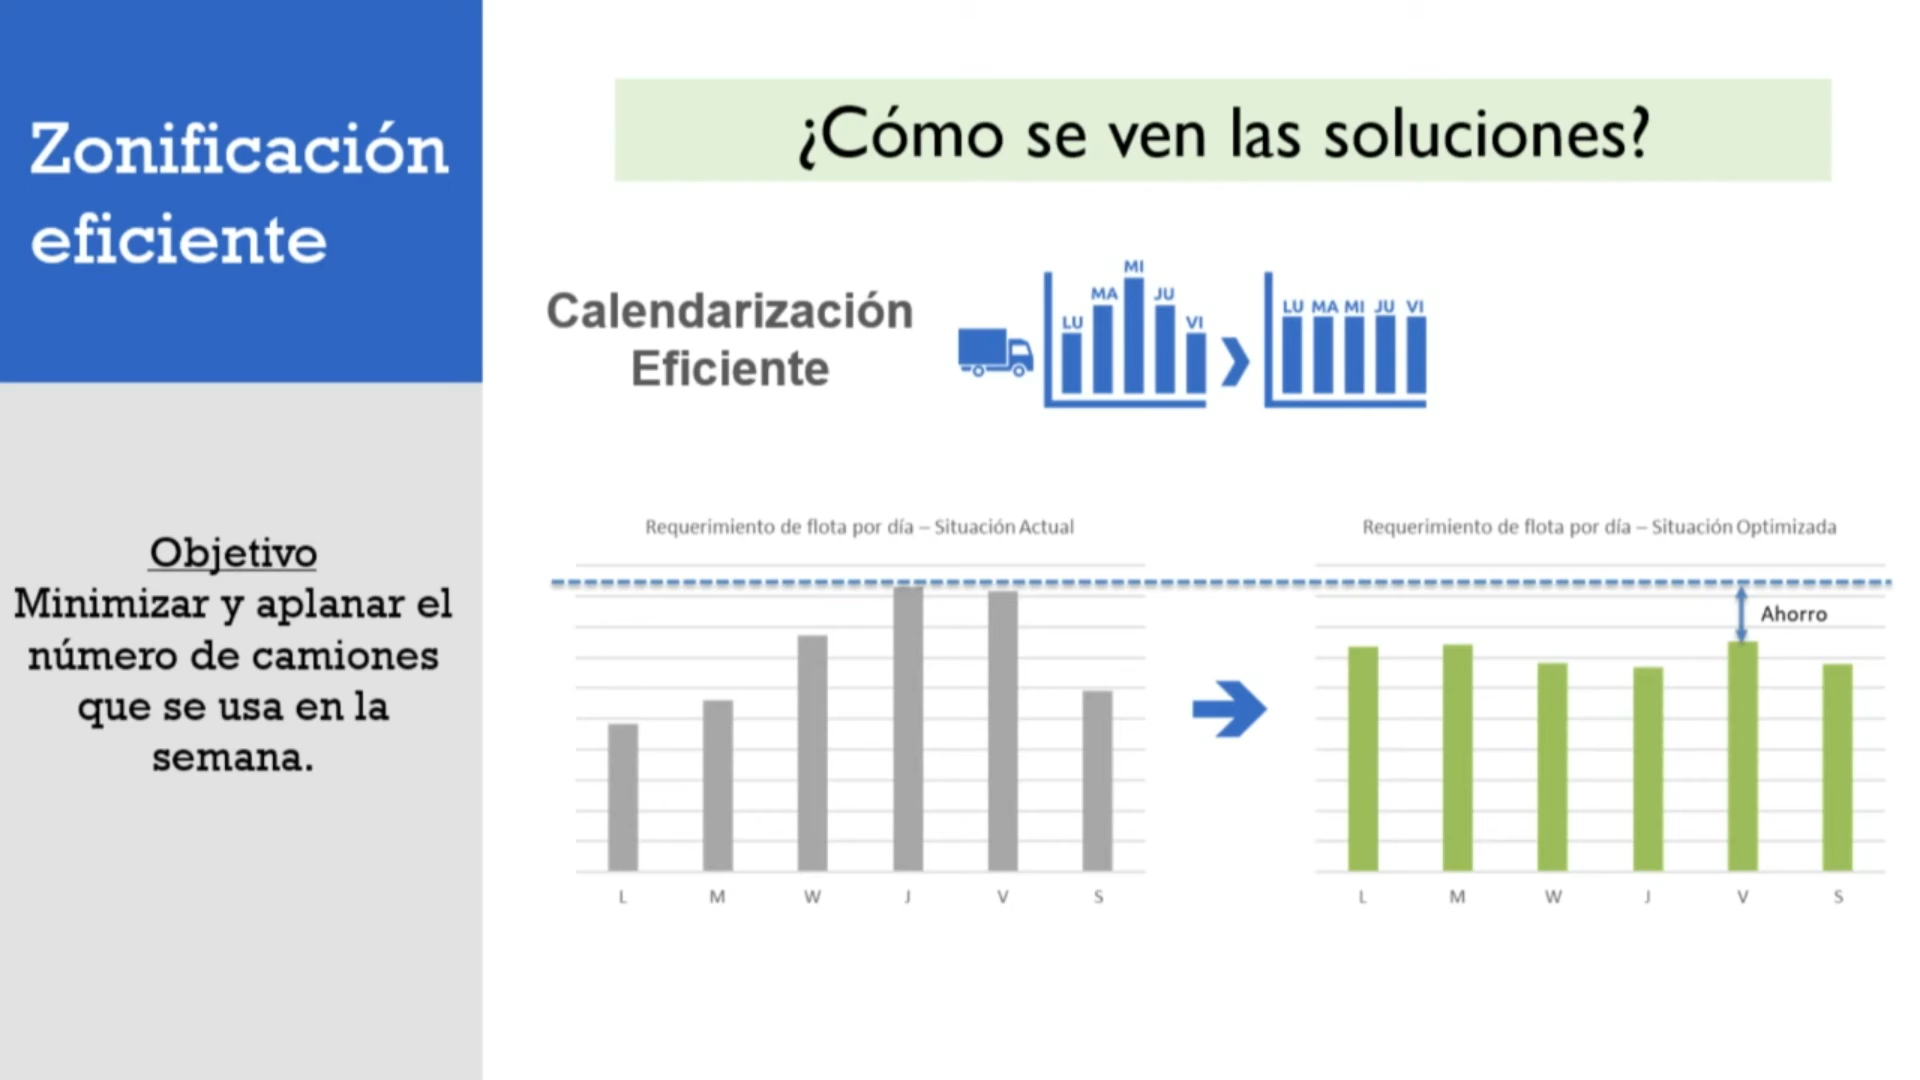 Zonificación
eficiente
Objetivo
Minimizar y aplanar el
número de camiones
que se usa en la
semana.
¿Cómo se ven las soluciones?
Calendarización
Eficiente
LU MA MI JU VI
LU MA MI JU VI
Requerimiento de flota por día – Situación Actual
L M W J V S
Requerimiento de flota por día – Situación Optimizada
Ahorro
L M W J V S